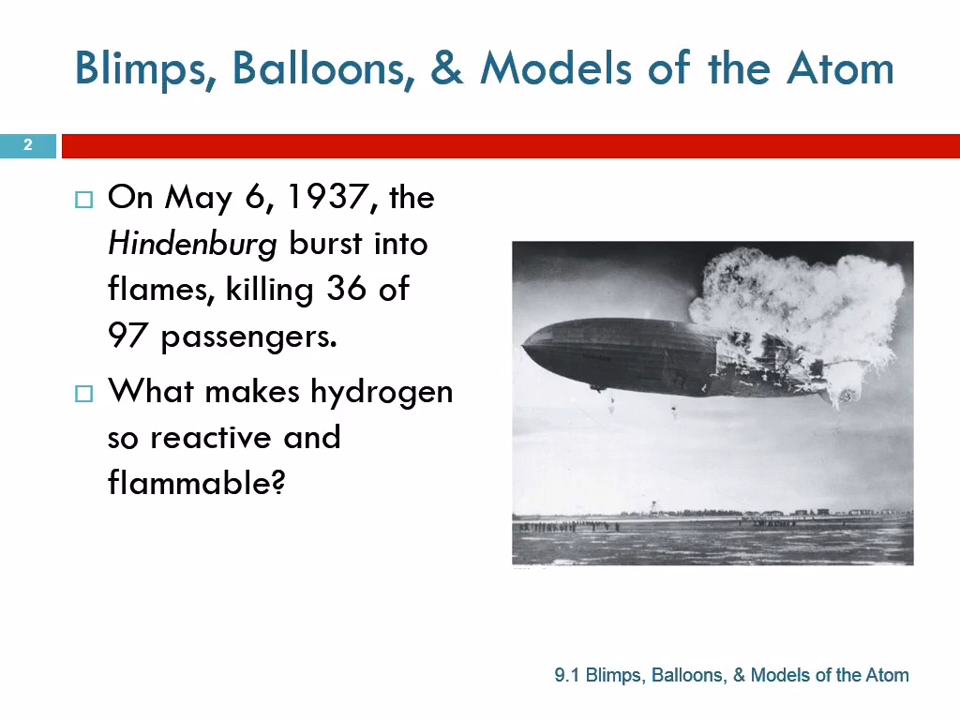 Blimps, Balloons, & Models of the Atom
2
On May 6, 1937, the
Hindenburg burst into
flames, killing 36 of
97 passengers.
What makes hydrogen
so reactive and
flammable?
9.1 Blimps, Balloons, & Models of the Atom